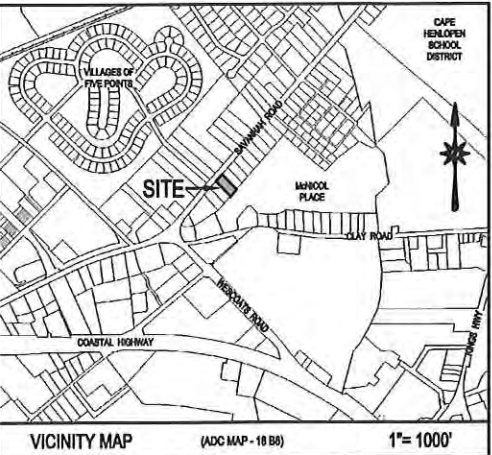 CAPE
HENLOPEN
SCHOOL
DISTRICT
VILLAGES OF
FIVE POINTS
SAVANNAH ROAD
SITE
McNICOL
PLACE
CLAY ROAD
WESCOATS ROAD
COASTAL HIGHWAY
KINGS HWY
VICINITY MAP (ADC MAP - 16 B8) 1"= 1000'